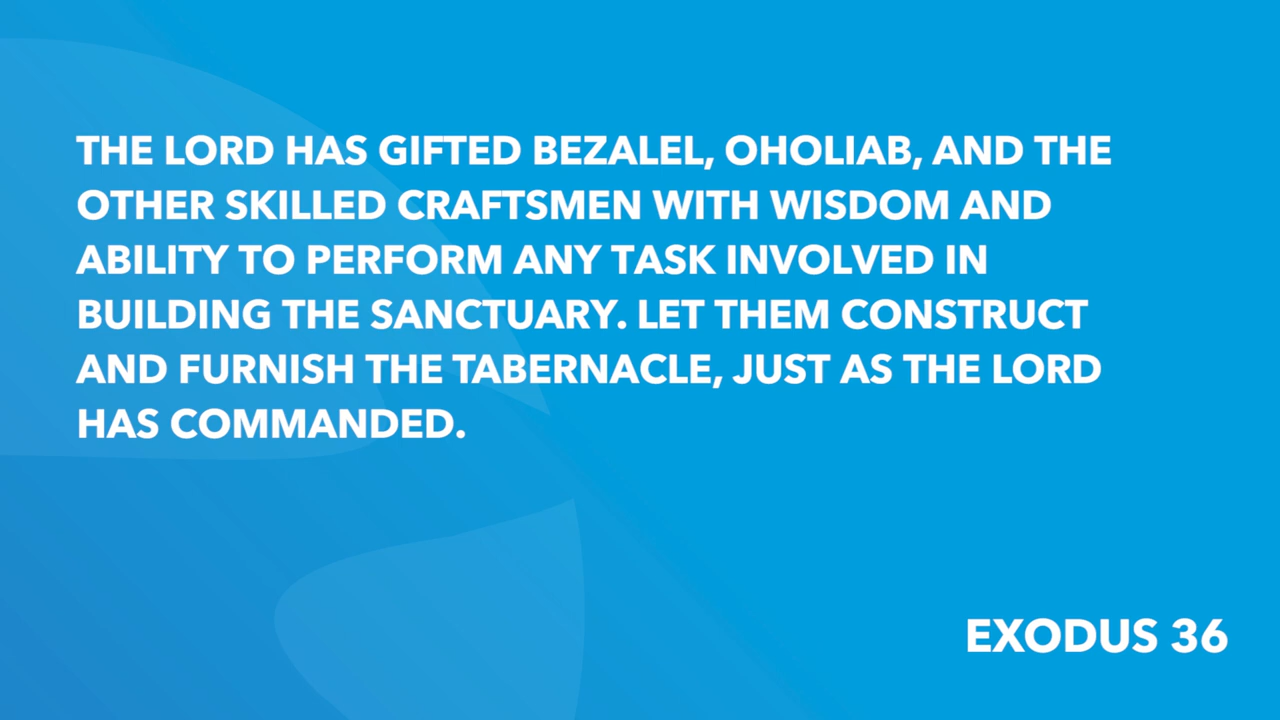 THE LORD HAS GIFTED BEZALEL, OHOLIAB, AND THE
OTHER SKILLED CRAFTSMEN WITH WISDOM AND
ABILITY TO PERFORM ANY TASK INVOLVED IN
BUILDING THE SANCTUARY. LET THEM CONSTRUCT
AND FURNISH THE TABERNACLE, JUST AS THE LORD
HAS COMMANDED.
EXODUS 36